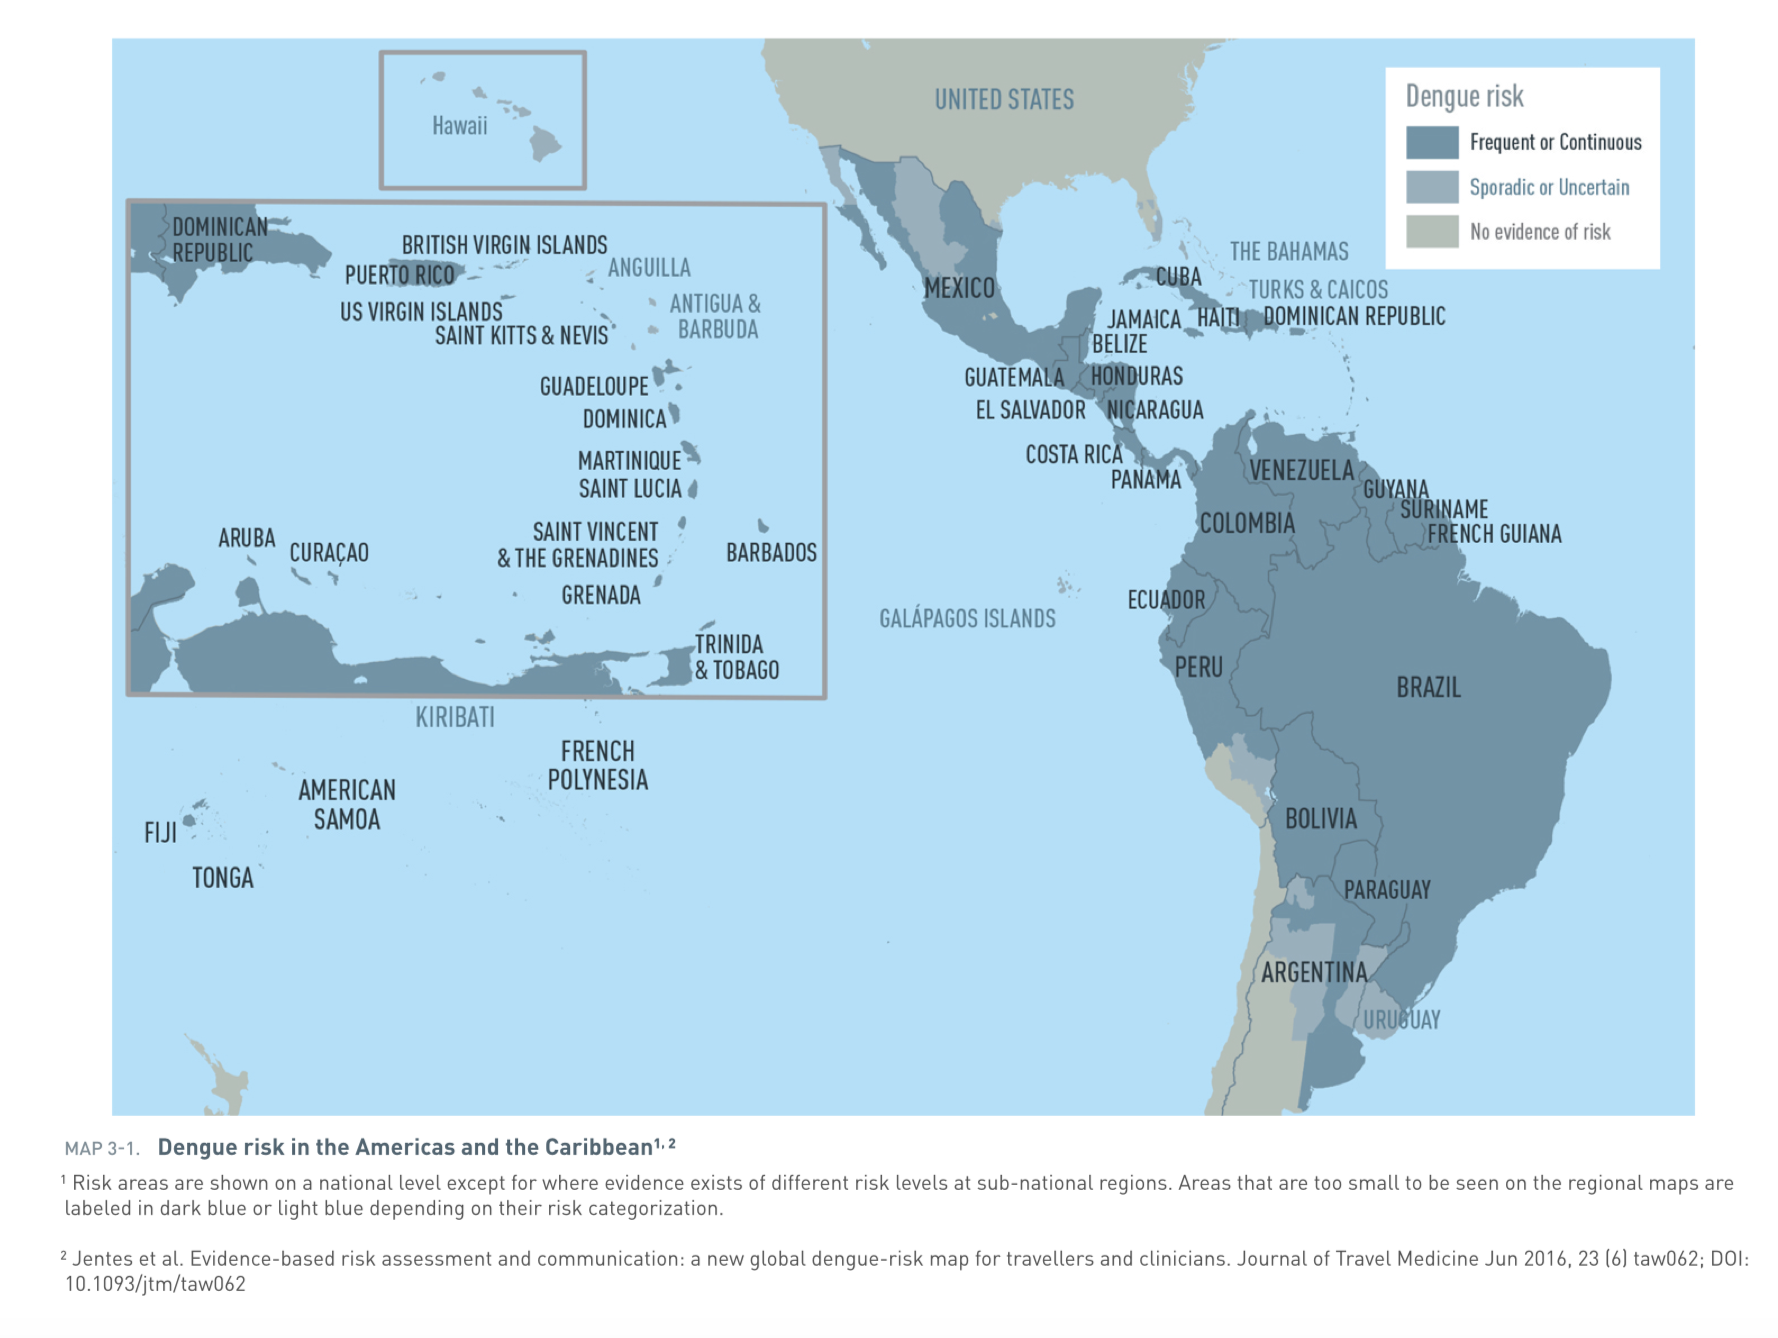 Hawaii
UNITED STATES
Dengue risk
Frequent or Continuous
Sporadic or Uncertain
No evidence of risk
DOMINICAN
REPUBLIC
BRITISH VIRGIN ISLANDS
PUERTO RICO
ANGUILLA
US VIRGIN ISLANDS
ANTIGUA &
BARBUDA
SAINT KITTS & NEVIS
GUADELOUPE
DOMINICA
MARTINIQUE
SAINT LUCIA
SAINT VINCENT
& THE GRENADINES
BARBADOS
ARUBA
CURAÇAO
GRENADA
TRINIDA
& TOBAGO
THE BAHAMAS
CUBA
MEXICO
TURKS & CAICOS
JAMAICA
HAITI
DOMINICAN REPUBLIC
BELIZE
GUATEMALA
HONDURAS
EL SALVADOR
NICARAGUA
COSTA RICA
PANAMA
VENEZUELA
GUYANA
SURINAME
FRENCH GUIANA
COLOMBIA
GALÁPAGOS ISLANDS
ECUADOR
PERU
BRAZIL
KIRIBATI
FRENCH
POLYNESIA
AMERICAN
SAMOA
FIJI
TONGA
BOLIVIA
PARAGUAY
ARGENTINA
URUGUAY
MAP 3-1. Dengue risk in the Americas and the Caribbean¹,²
¹ Risk areas are shown on a national level except for where evidence exists of different risk levels at sub-national regions. Areas that are too small to be seen on the regional maps are
labeled in dark blue or light blue depending on their risk categorization.
² Jentes et al. Evidence-based risk assessment and communication: a new global dengue-risk map for travellers and clinicians. Journal of Travel Medicine Jun 2016, 23 (6) taw062; DOI:
10.1093/jtm/taw062